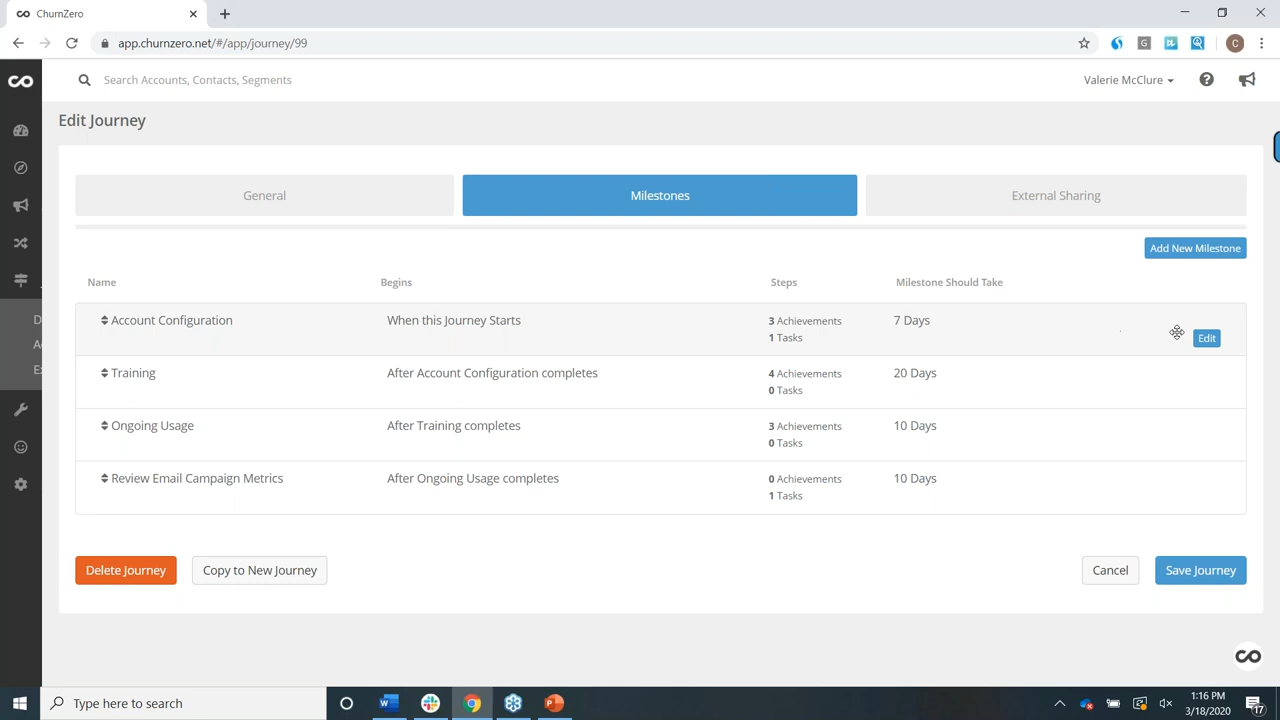 ChurnZero
app.churnzero.net/#/app/journey/99
C
Search Accounts, Contacts, Segments
Valerie McClure
Edit Journey
General
Milestones
External Sharing
Add New Milestone
Name Begins Steps Milestone Should Take
Account Configuration When this Journey Starts 3 Achievements 7 Days
1 Tasks
Edit
Training After Account Configuration completes 4 Achievements 20 Days
0 Tasks
Ongoing Usage After Training completes 3 Achievements 10 Days
0 Tasks
Review Email Campaign Metrics After Ongoing Usage completes 0 Achievements 10 Days
1 Tasks
Delete Journey
Copy to New Journey
Cancel
Save Journey
Type here to search
1:16 PM
3/18/2020
17